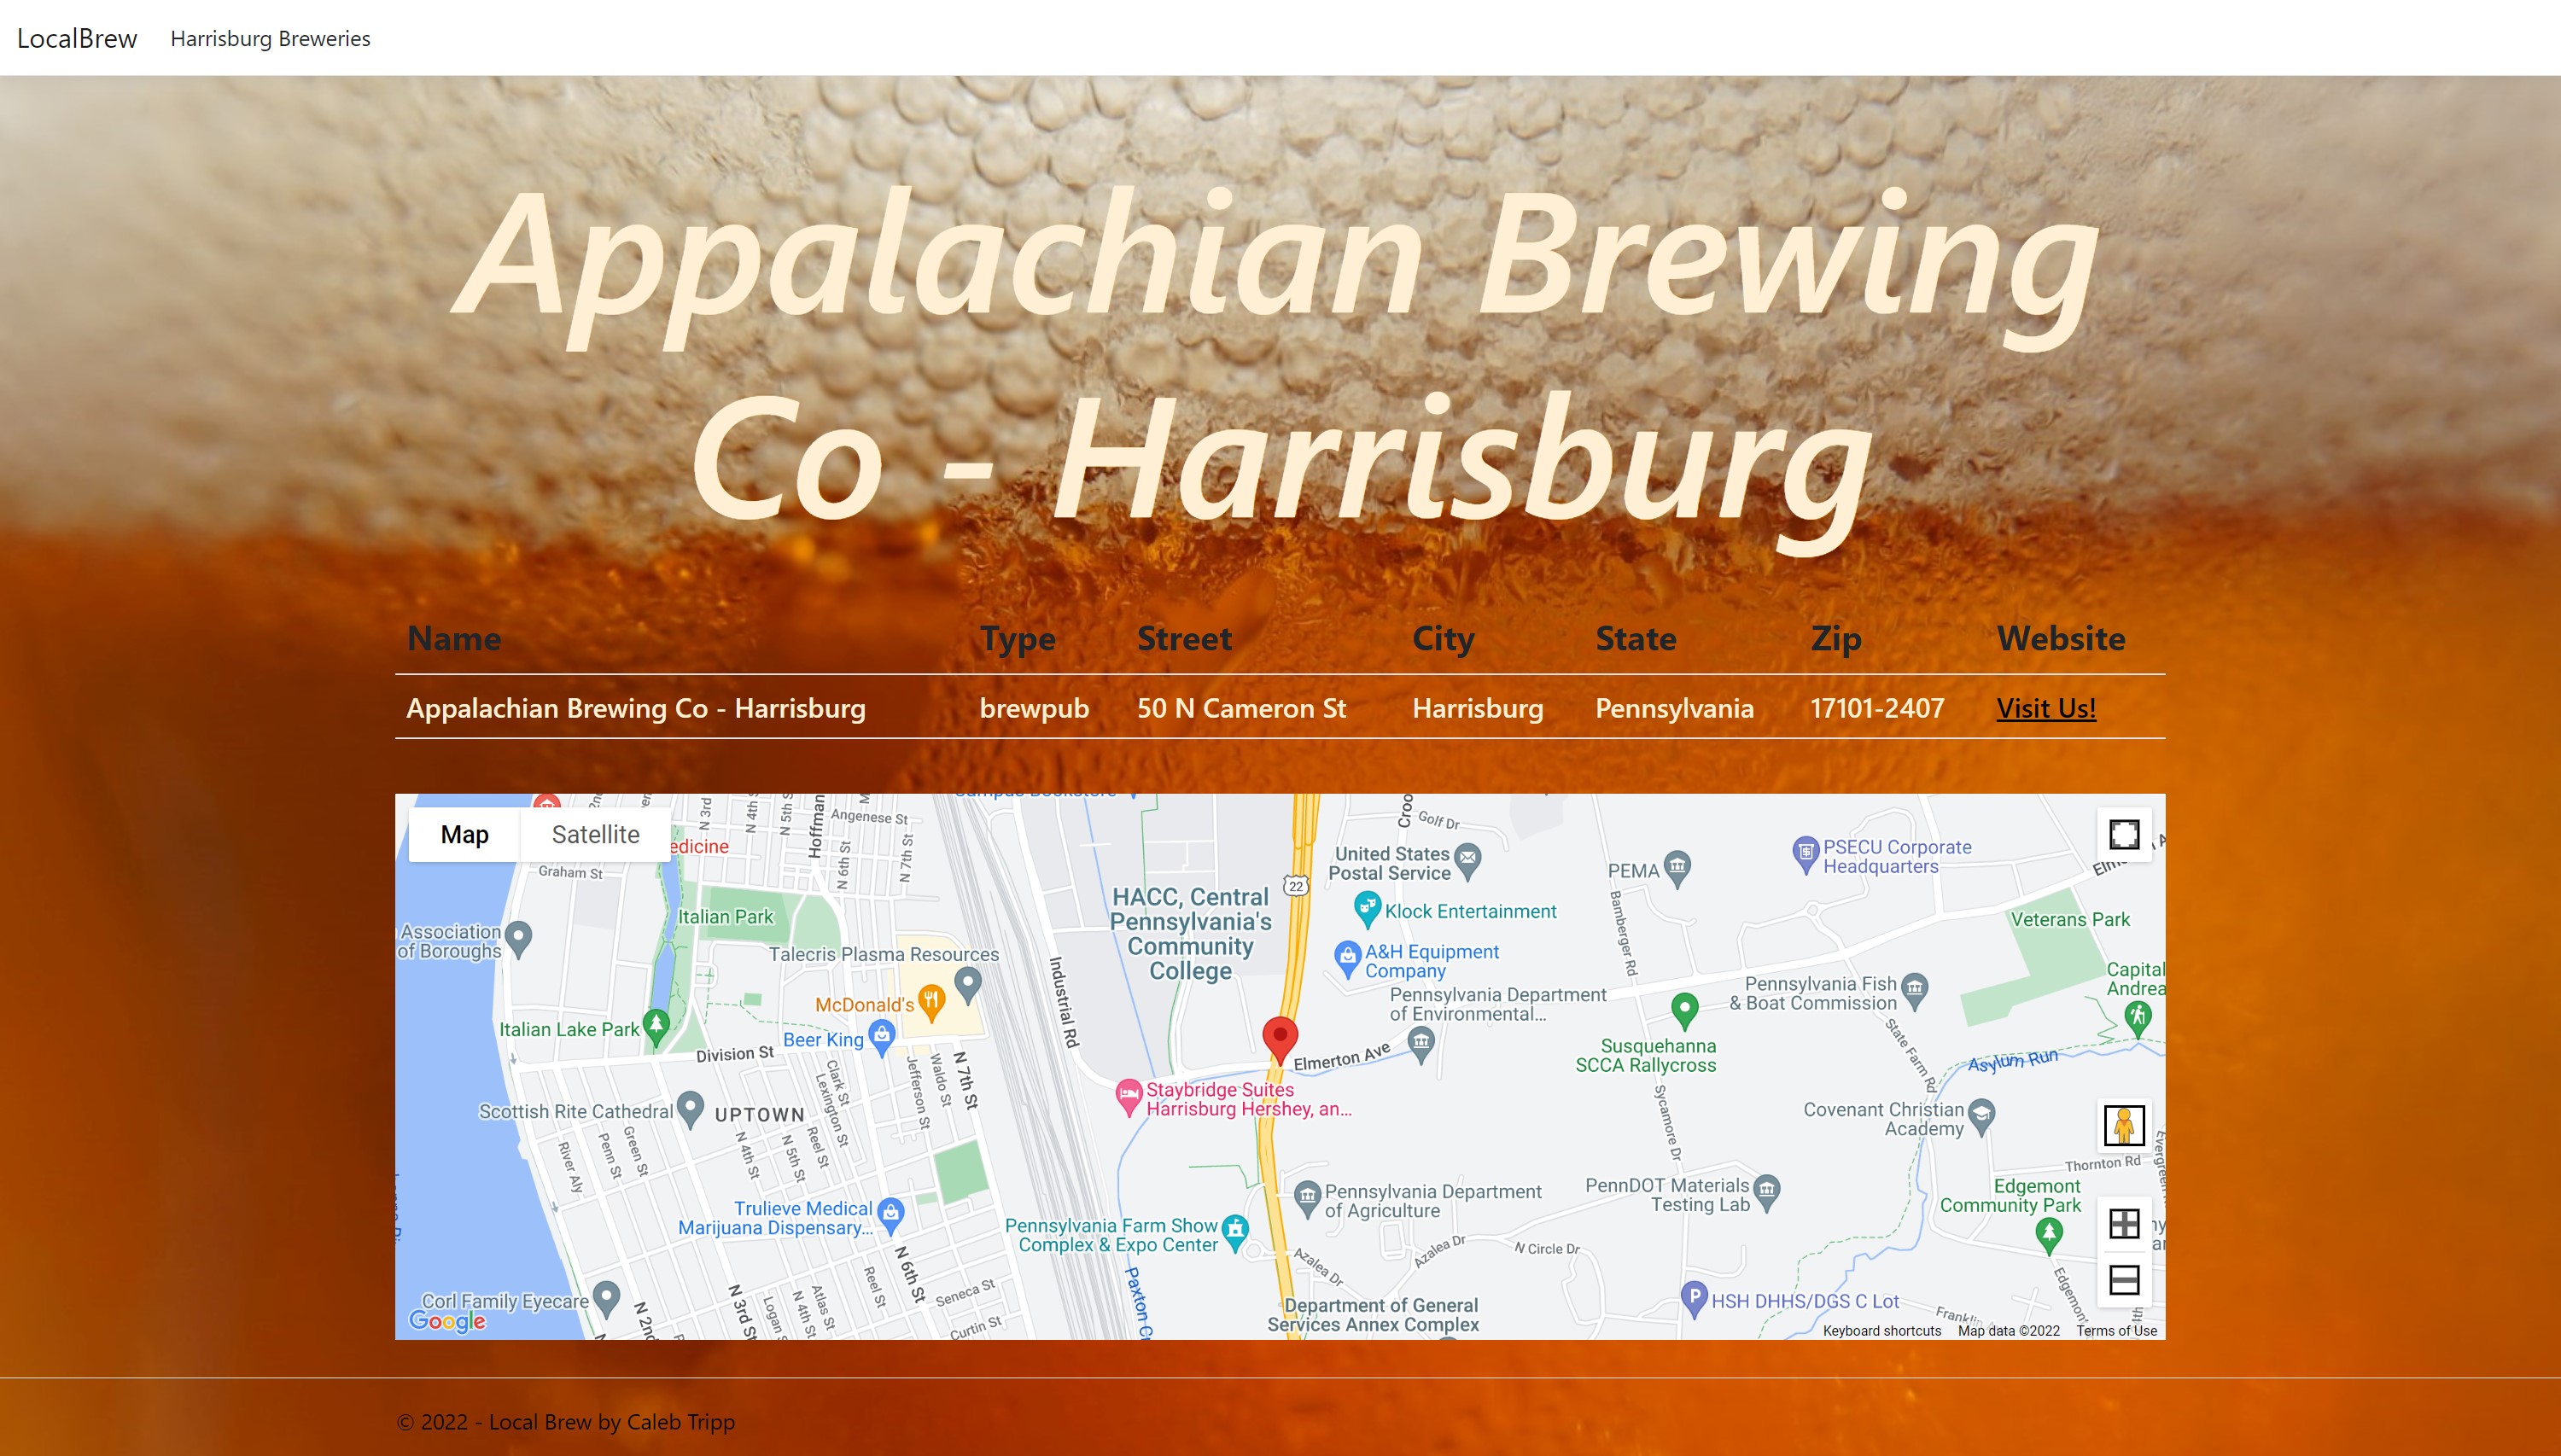 LocalBrew Harrisburg Breweries
Appalachian Brewing
Co - Harrisburg
Name Type Street City State Zip Website
Appalachian Brewing Co - Harrisburg brewpub 50 N Cameron St Harrisburg Pennsylvania 17101-2407 Visit Us!
Map Satellite
edicine
N 3rd
N 4th S
N 5th S
Hoffman
Angenese St
N 6th St
N 7th St
Graham St
Golf Dr
Croo
22
United States
Postal Service
PEMA
PSECU Corporate
Headquarters
Klock Entertainment
HACC, Central
Pennsylvania's
Community
College
Italian Park
Veterans Park
Association
of Boroughs
A&H Equipment
Company
Talecris Plasma Resources
Bamberger Rd
Industrial Rd
McDonald's
Pennsylvania Department
of Environmental...
Pennsylvania Fish
& Boat Commission
Capital
Andrea
Italian Lake Park
Beer King
Division St
Elmerton Ave
Susquehanna
SCCA Rallycross
State Farm Rd
Asylum Run
Clark St
Lexington St
Jefferson St
Waldo St
N 7th St
Staybridge Suites
Harrisburg Hershey, an...
Scottish Rite Cathedral
UPTOWN
Sycamore Dr
Covenant Christian
Academy
River Aly
Penn St
Green St
N 4th St
N 5th St
Reel St
Thornton Rd
Pennsylvania Department
of Agriculture
PennDOT Materials
Testing Lab
Edgemont
Community Park
Trulieve Medical
Marijuana Dispensary...
Pennsylvania Farm Show
Complex & Expo Center
Azalea Dr
Azalea Dr
N Circle Dr
N 6th St
Reel St
Seneca St
Curtin St
Paxton Cr
Edgemont
Corl Family Eyecare
N 2nd
N 3rd St
Logan
N 4th St
Atlas St
Department of General
Services Annex Complex
HSH DHHS/DGS C Lot
Franklin
Google
Keyboard shortcuts Map data ©2022 Terms of Use
© 2022 - Local Brew by Caleb Tripp